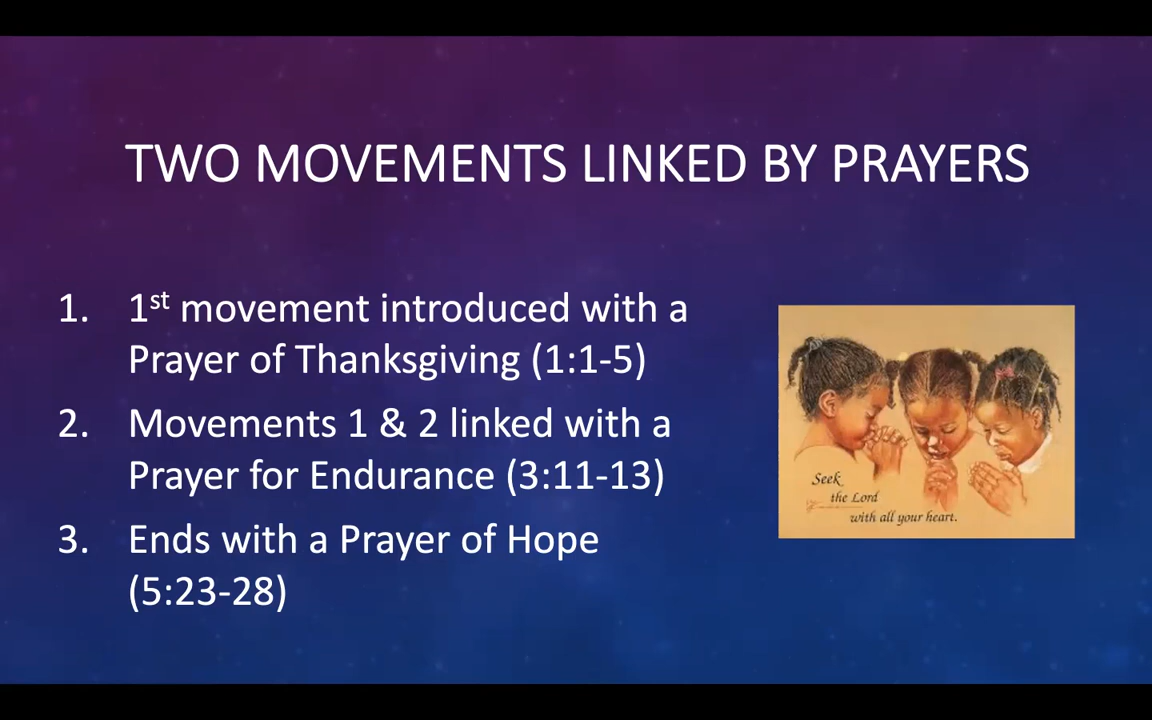 TWO MOVEMENTS LINKED BY PRAYERS
1. 1st movement introduced with a
Prayer of Thanksgiving (1:1-5)
2. Movements 1 & 2 linked with a
Prayer for Endurance (3:11-13)
3. Ends with a Prayer of Hope
(5:23-28)
Seek
the Lord
with all your heart.